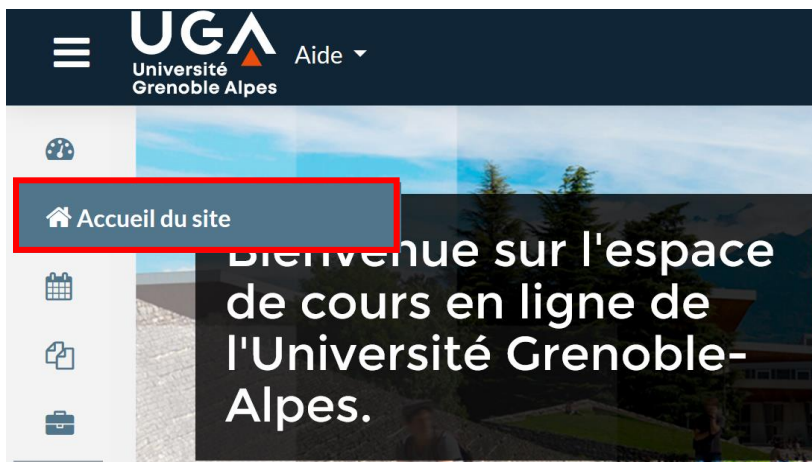 UGA
Université
Grenoble Alpes
Aide
Accueil du site
Bienvenue sur l'espace
de cours en ligne de
l'Université Grenoble-
Alpes.